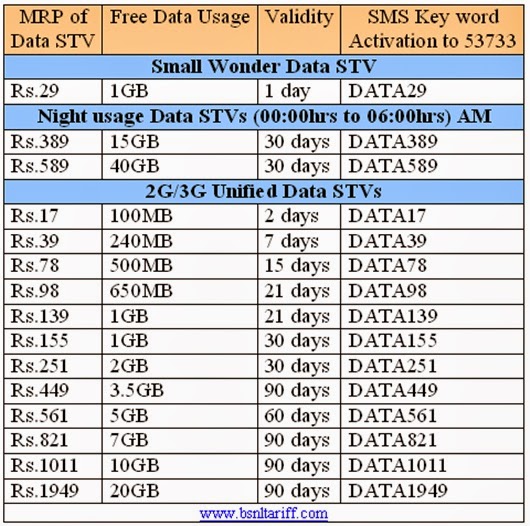 MRP of Data STV Free Data Usage Validity SMS Key word Activation to 53733
Small Wonder Data STV
Rs.29 1GB 1 day DATA29
Night usage Data STVs (00:00hrs to 06:00hrs) AM
Rs.389 15GB 30 days DATA389
Rs.589 40GB 30 days DATA589
2G/3G Unified Data STVs
Rs.17 100MB 2 days DATA17
Rs.39 240MB 7 days DATA39
Rs.78 500MB 15 days DATA78
Rs.98 650MB 21 days DATA98
Rs.139 1GB 21 days DATA139
Rs.155 1GB 30 days DATA155
Rs.251 2GB 30 days DATA251
Rs.449 3.5GB 90 days DATA449
Rs.561 5GB 60 days DATA561
Rs.821 7GB 90 days DATA821
Rs.1011 10GB 90 days DATA1011
Rs.1949 20GB 90 days DATA1949
www.bsnltariff.com